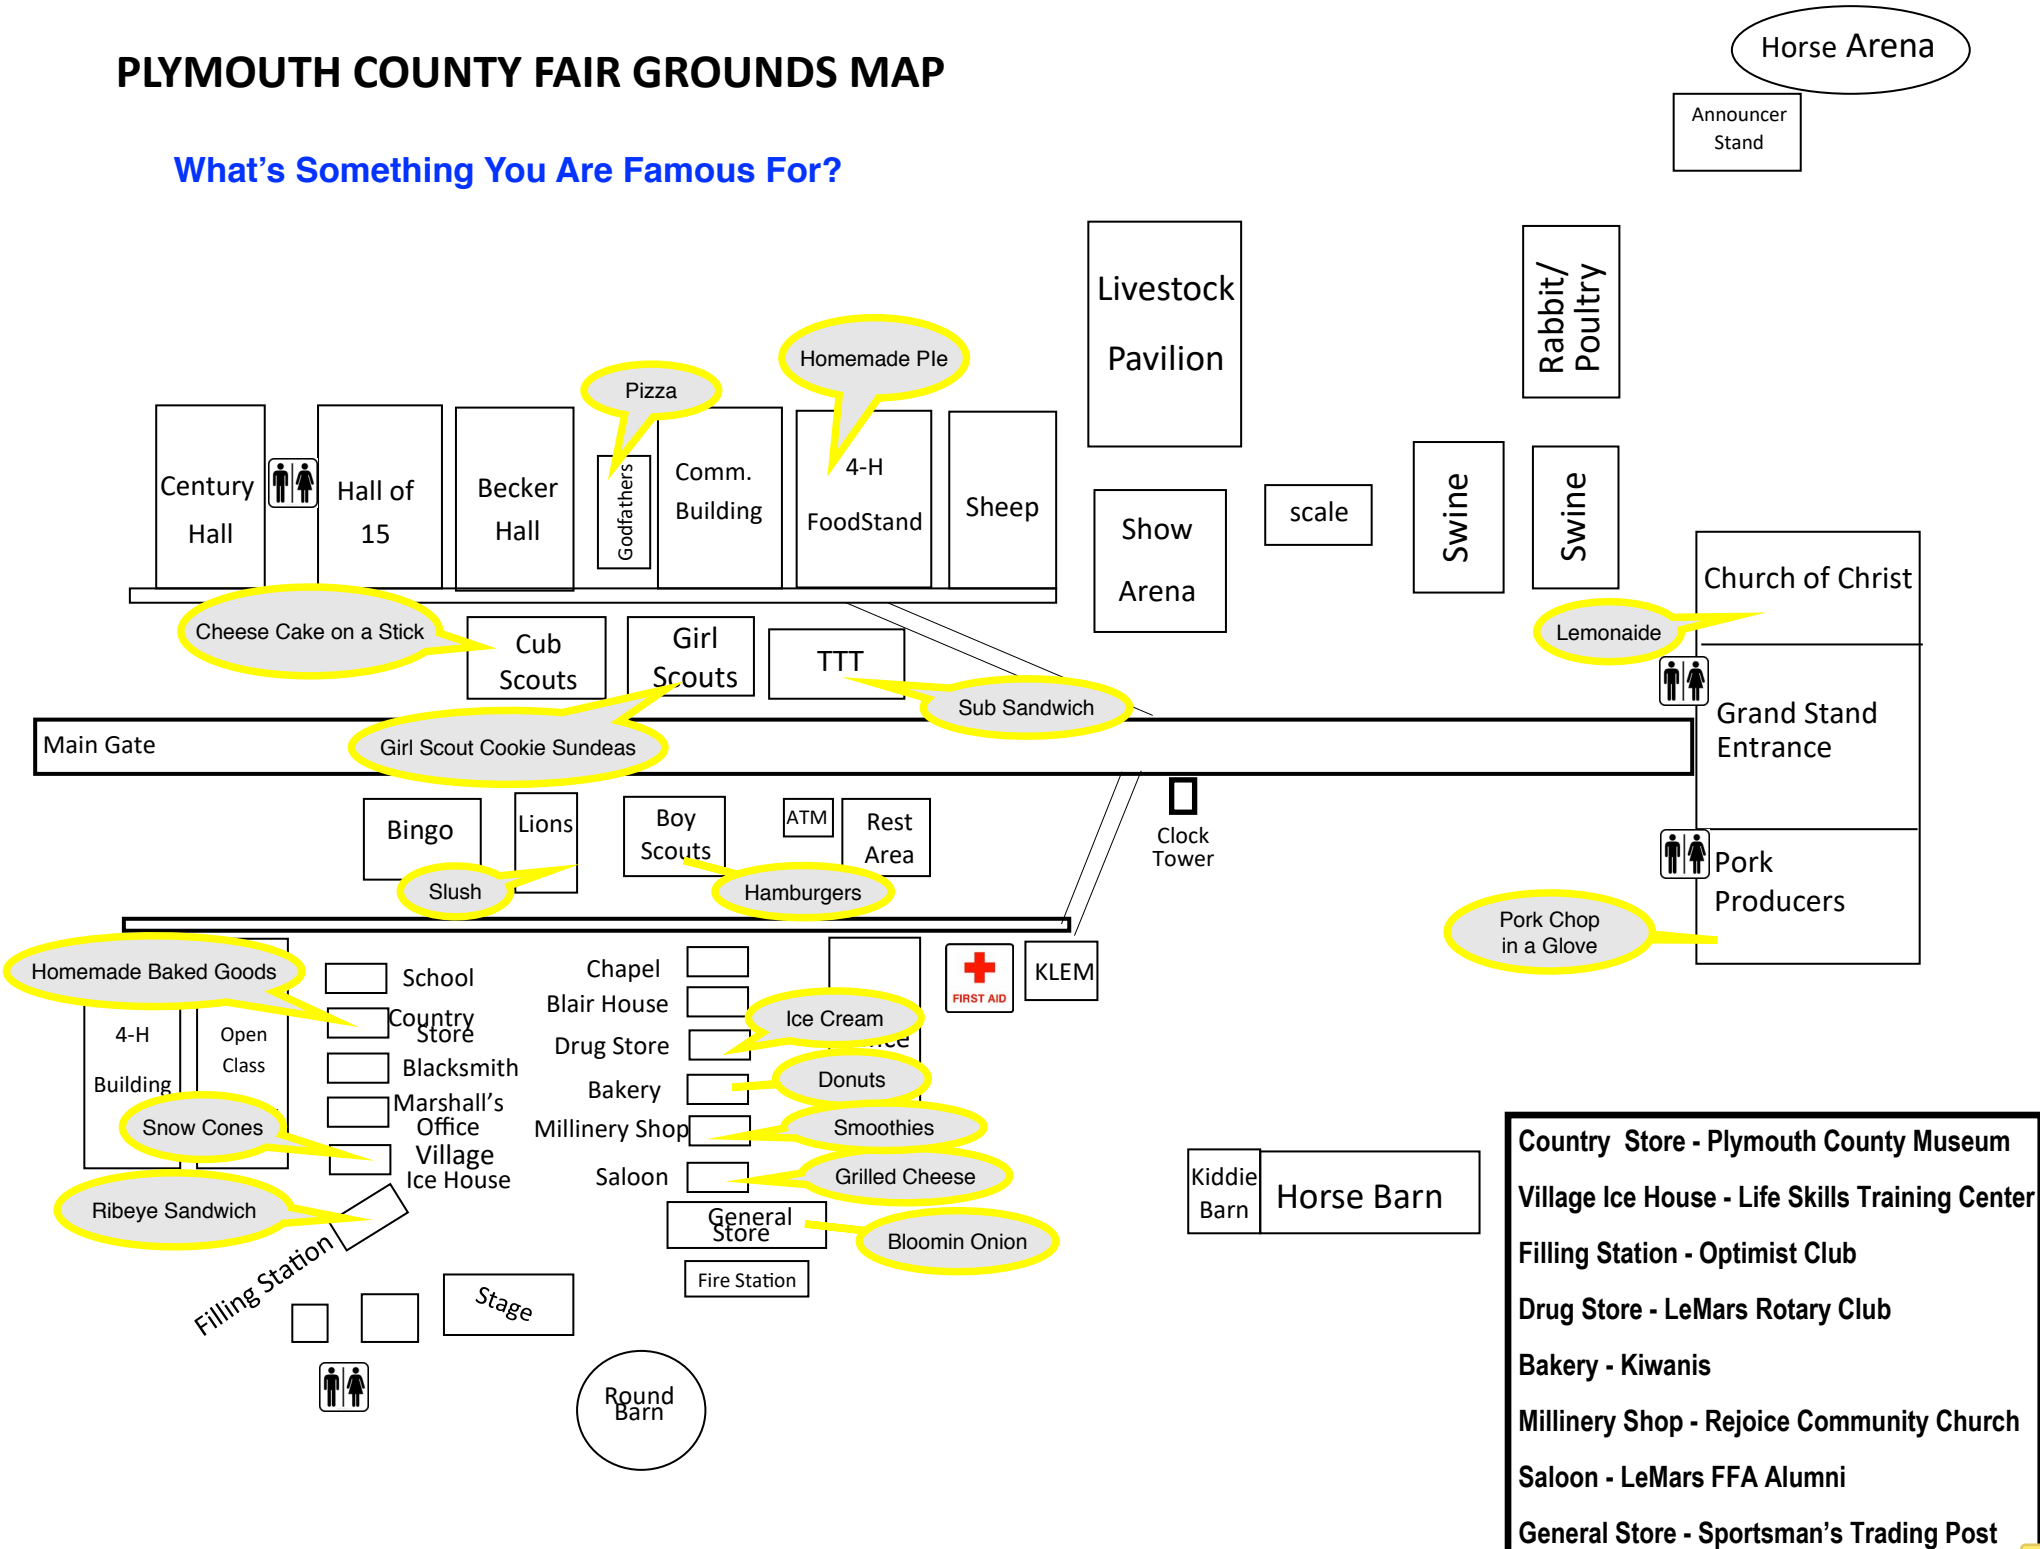 Horse Arena
PLYMOUTH COUNTY FAIR GROUNDS MAP
Announcer
Stand
What's Something You Are Famous For?
Livestock
Pavilion
Rabbit/
Poultry
Homemade PIe
Pizza
Century
Hall
Hall of
15
Becker
Hall
Godfathers
Comm.
Building
4-H
FoodStand
Sheep
Show
Arena
scale
Swine
Swine
Church of Christ
Lemonaide
Cheese Cake on a Stick
Cub
Scouts
Girl
Scouts
TTT
Sub Sandwich
Grand Stand
Entrance
Main Gate
Girl Scout Cookie Sundeas
Bingo
Lions
Boy
Scouts
ATM
Rest
Area
Clock
Tower
Slush
Hamburgers
Pork
Producers
Pork Chop
in a Glove
Homemade Baked Goods
School
Country
Store
4-H
Building
Open
Class
Blacksmith
Marshall's
Office
Snow Cones
Village
Ice House
Ribeye Sandwich
Filling Station
Chapel
Blair House
Drug Store
Bakery
Millinery Shop
Saloon
General
Store
Fire Station
Ice Cream
Donuts
Smoothies
Grilled Cheese
Bloomin Onion
FIRST AID
KLEM
Stage
Round
Barn
Kiddie
Barn
Horse Barn
Country Store - Plymouth County Museum
Village Ice House - Life Skills Training Center
Filling Station - Optimist Club
Drug Store - LeMars Rotary Club
Bakery - Kiwanis
Millinery Shop - Rejoice Community Church
Saloon - LeMars FFA Alumni
General Store - Sportsman's Trading Post